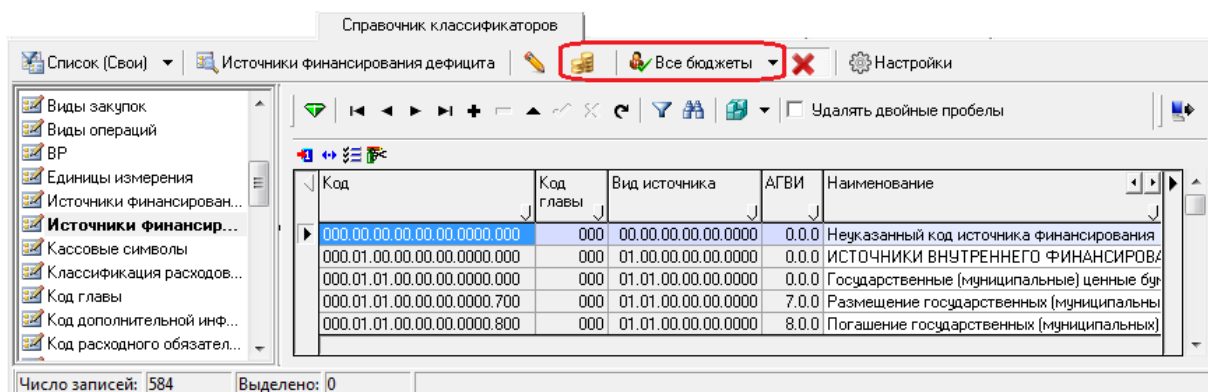 Справочник классификаторов
Список (Свои) Источники финансирования дефицита Все бюджеты Настройки
Виды закупок
Виды операций
ВР
Единицы измерения
Источники финансирован...
Источники финансир...
Кассовые символы
Классификация расходов...
Код главы
Код дополнительной инф...
Код расходного обязател...
Удалять двойные пробелы
Код Код главы Вид источника АГВИ Наименование
000.00.00.00.00.00.0000.000 000 00.00.00.00.00.0000 0.0.0 Неуказанный код источника финансирования
000.01.00.00.00.00.0000.000 000 01.00.00.00.00.0000 0.0.0 ИСТОЧНИКИ ВНУТРЕННЕГО ФИНАНСИРОВА
000.01.01.00.00.00.0000.000 000 01.01.00.00.00.0000 0.0.0 Государственные (муниципальные) ценные бум
000.01.01.00.00.00.0000.700 000 01.01.00.00.00.0000 7.0.0 Размещение государственных (муниципальны
000.01.01.00.00.00.0000.800 000 01.01.00.00.00.0000 8.0.0 Погашение государственных (муниципальных)
Число записей: 584 Выделено: 0